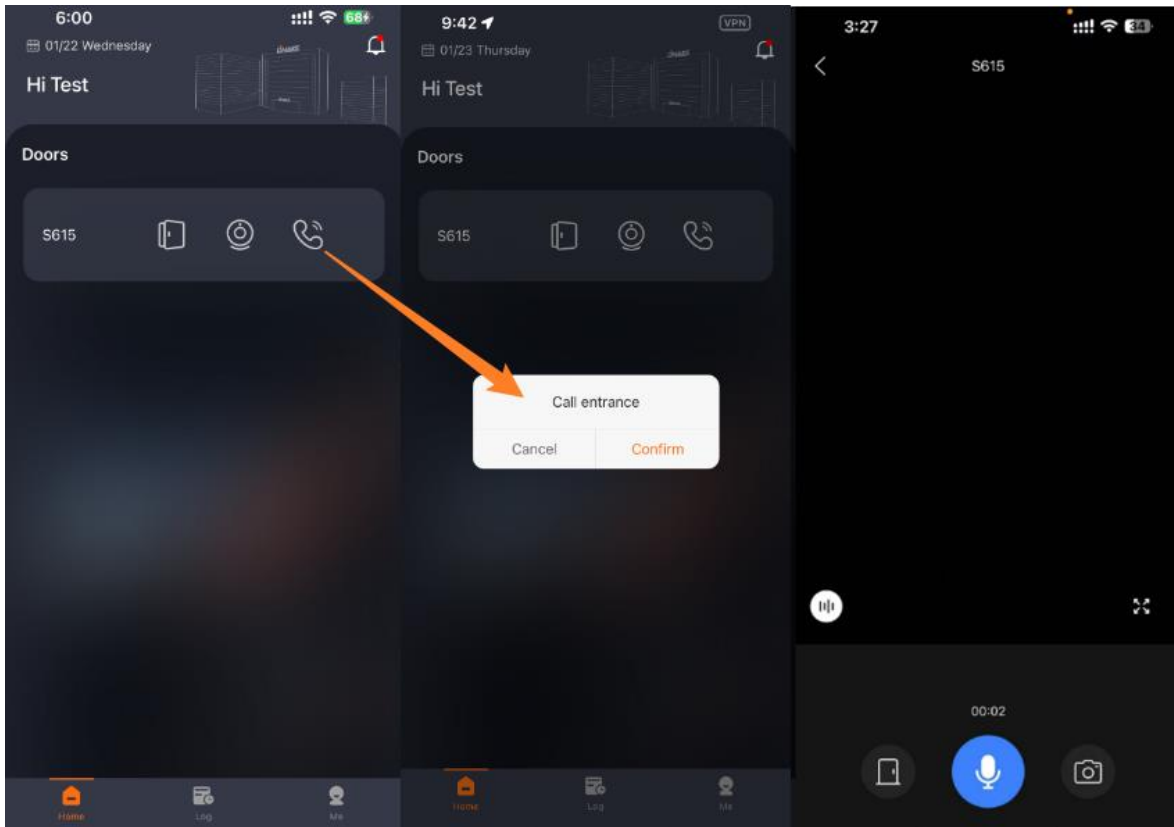 6:00
68
01/22 Wednesday
Hi Test
Doors
S615
Home
Log
Me
9:42
VPN
01/23 Thursday
Hi Test
Doors
S615
Call entrance
Cancel
Confirm
Home
Log
Me
3:27
34
S615
00:02